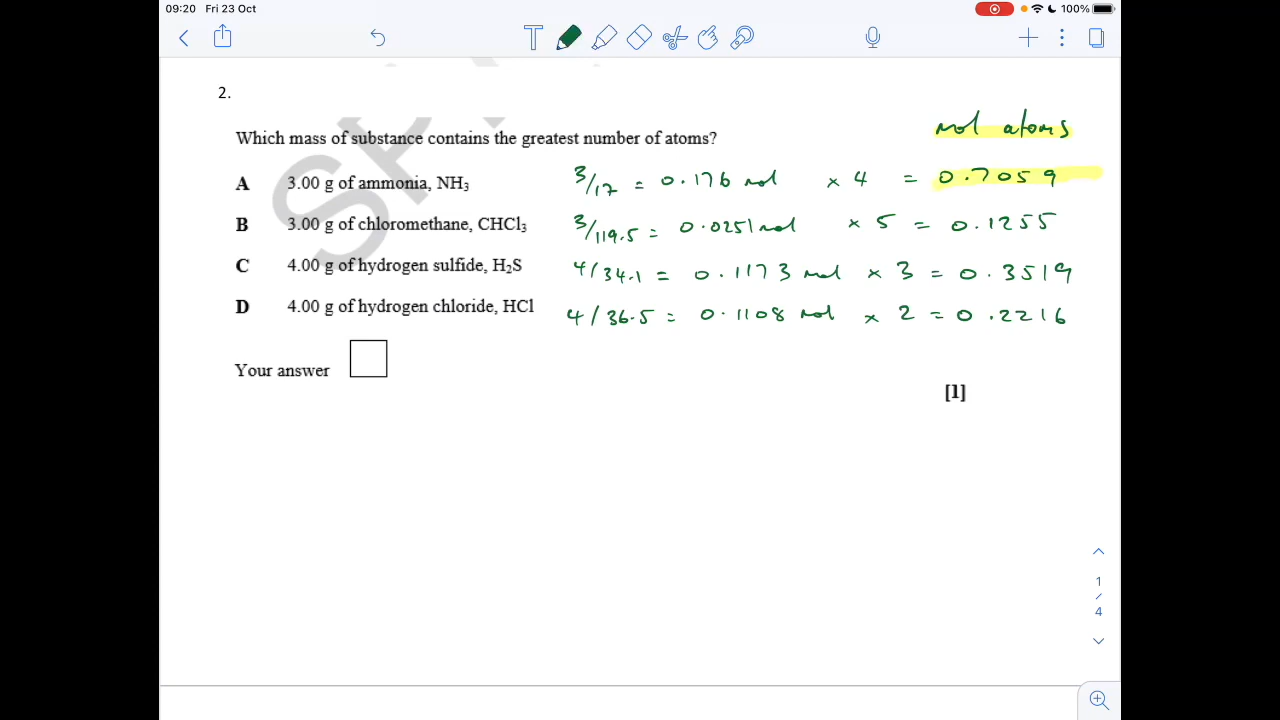 09:20 Fri 23 Oct 100%
T
2.
Which mass of substance contains the greatest number of atoms?
mol atoms
A 3.00 g of ammonia, NH₃ 3/17 = 0.176 mol × 4 = 0.7059
B 3.00 g of chloromethane, CHCl₃ 3/119.5 = 0.0251 mol × 5 = 0.1255
C 4.00 g of hydrogen sulfide, H₂S 4/34.1 = 0.1173 mol × 3 = 0.3519
D 4.00 g of hydrogen chloride, HCl 4/36.5 = 0.1108 mol × 2 = 0.2216
Your answer
[1]
1
/
4